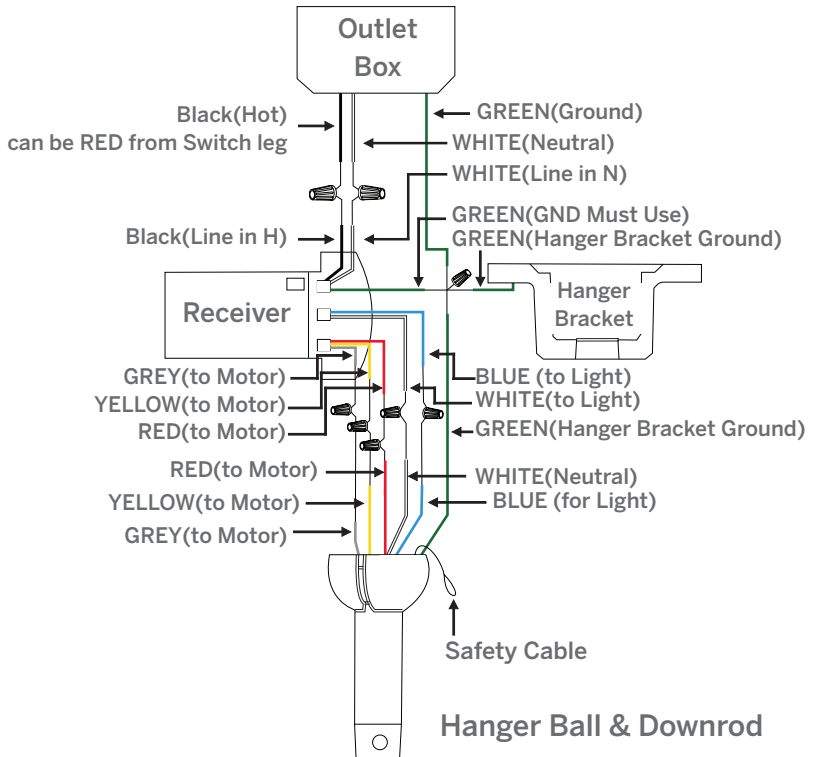 Outlet
Box
Black(Hot)
can be RED from Switch leg
GREEN(Ground)
WHITE(Neutral)
WHITE(Line in N)
GREEN(GND Must Use)
Black(Line in H)
GREEN(Hanger Bracket Ground)
Receiver
Hanger
Bracket
GREY(to Motor)
YELLOW(to Motor)
RED(to Motor)
BLUE (to Light)
WHITE(to Light)
GREEN(Hanger Bracket Ground)
RED(to Motor)
YELLOW(to Motor)
GREY(to Motor)
WHITE(Neutral)
BLUE (for Light)
Safety Cable
Hanger Ball & Downrod